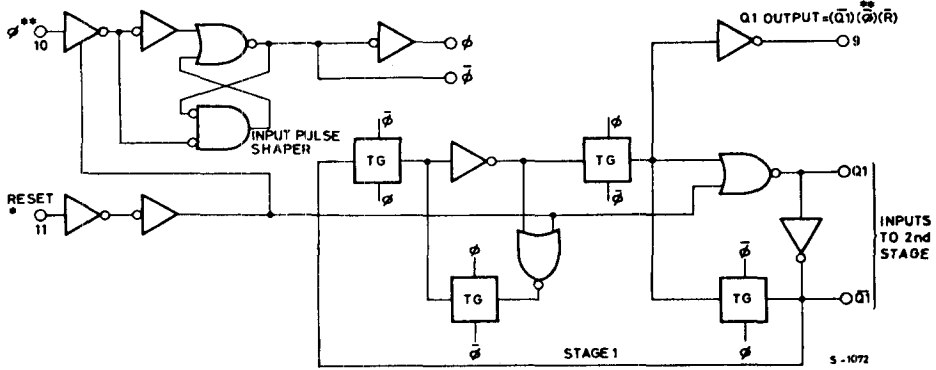 ø**
10
Q1 OUTPUT=(Q̄1)(ø̄**)(R̄)
9
ø
ø̄
INPUT PULSE
SHAPER
ø̄
TG
ø
ø
TG
ø̄
RESET
*
11
Q1
INPUTS
TO 2nd
STAGE
ø
TG
ø̄
ø̄
TG
ø
Q̄1
STAGE 1
S-1072